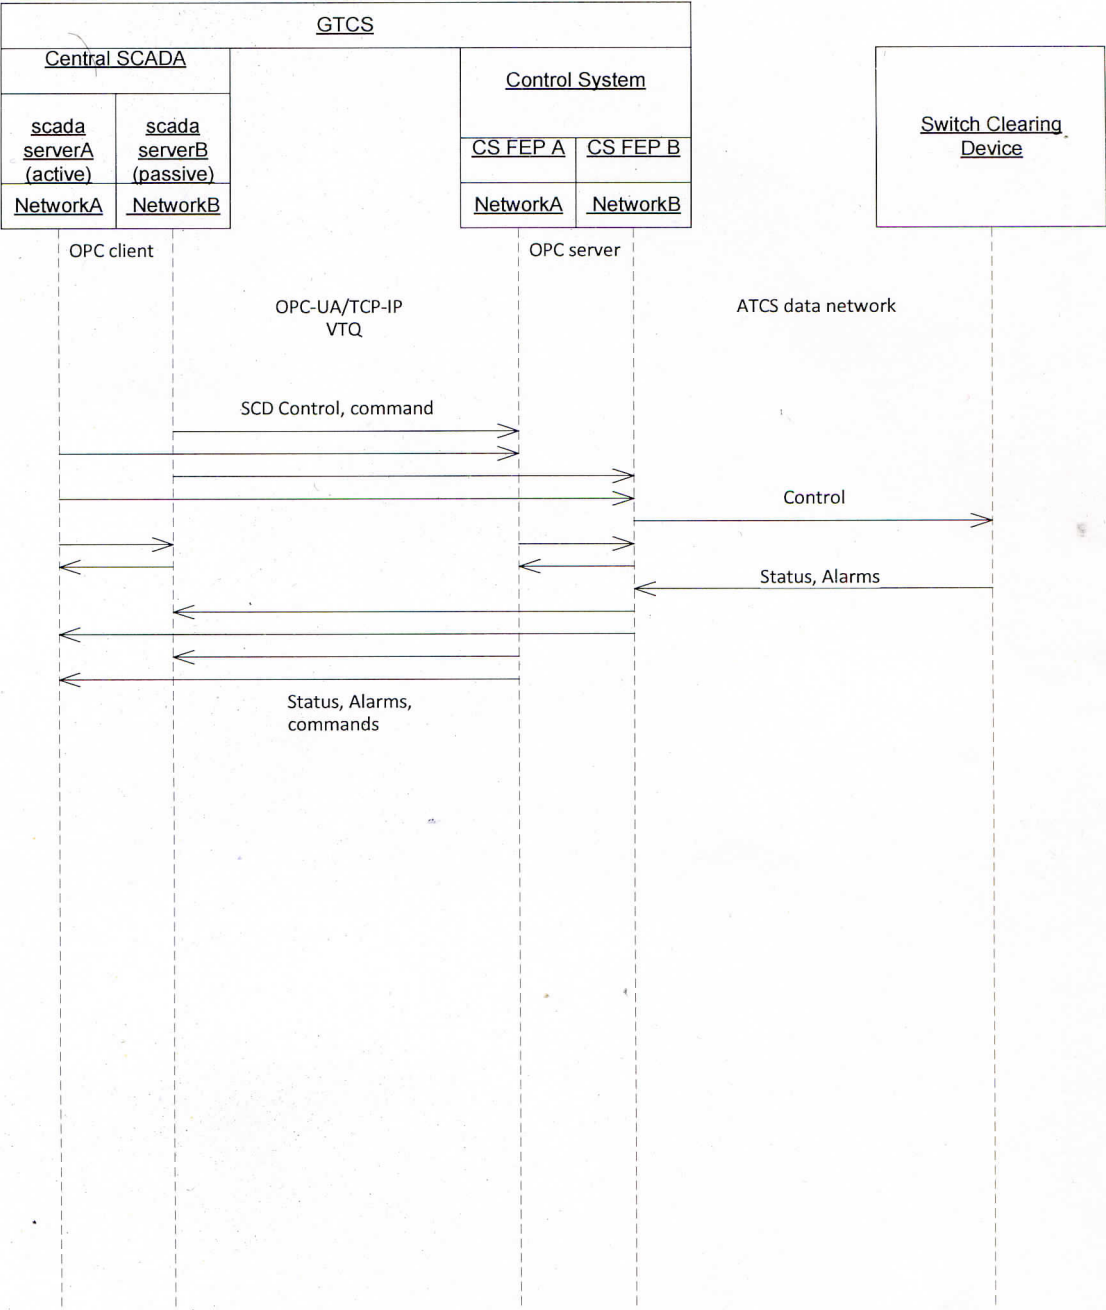 GTCS
Central SCADA
Control System
Switch Clearing
Device
scada
serverA
(active)
scada
serverB
(passive)
CS FEP A
CS FEP B
NetworkA
NetworkB
NetworkA
NetworkB
OPC client
OPC server
OPC-UA/TCP-IP
VTQ
ATCS data network
SCD Control, command
Control
Status, Alarms
Status, Alarms,
commands